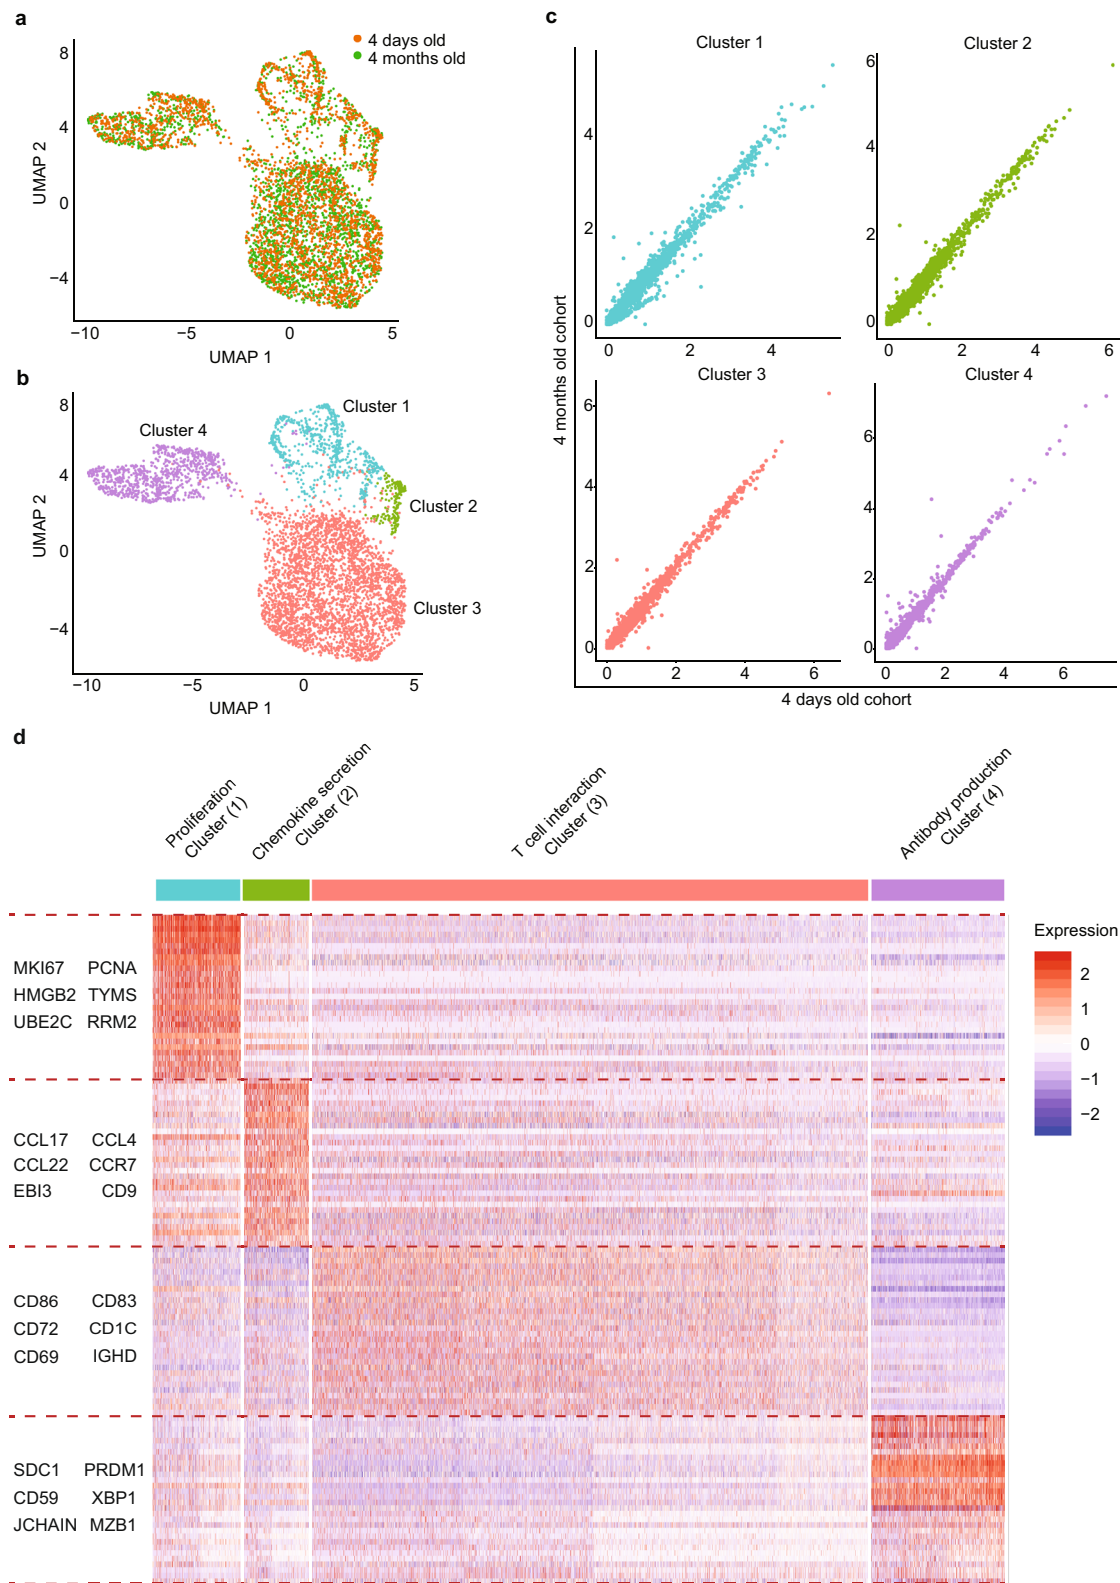 a
4 days old
4 months old
8
4
0
−4
UMAP 2
−10
−5
0
5
UMAP 1
b
8
4
0
−4
UMAP 2
Cluster 1
Cluster 4
Cluster 2
Cluster 3
−10
−5
0
5
UMAP 1
c
Cluster 1
4
2
0
0
2
4
Cluster 2
6
4
2
0
0
2
4
6
Cluster 3
6
4
2
0
0
2
4
6
Cluster 4
6
4
2
0
0
2
4
6
4 months old cohort
4 days old cohort
d
Proliferation
Cluster (1)
Chemokine secretion
Cluster (2)
T cell interaction
Cluster (3)
Antibody production
Cluster (4)
MKI67 PCNA
HMGB2 TYMS
UBE2C RRM2
CCL17 CCL4
CCL22 CCR7
EBI3 CD9
CD86 CD83
CD72 CD1C
CD69 IGHD
SDC1 PRDM1
CD59 XBP1
JCHAIN MZB1
Expression
2
1
0
−1
−2